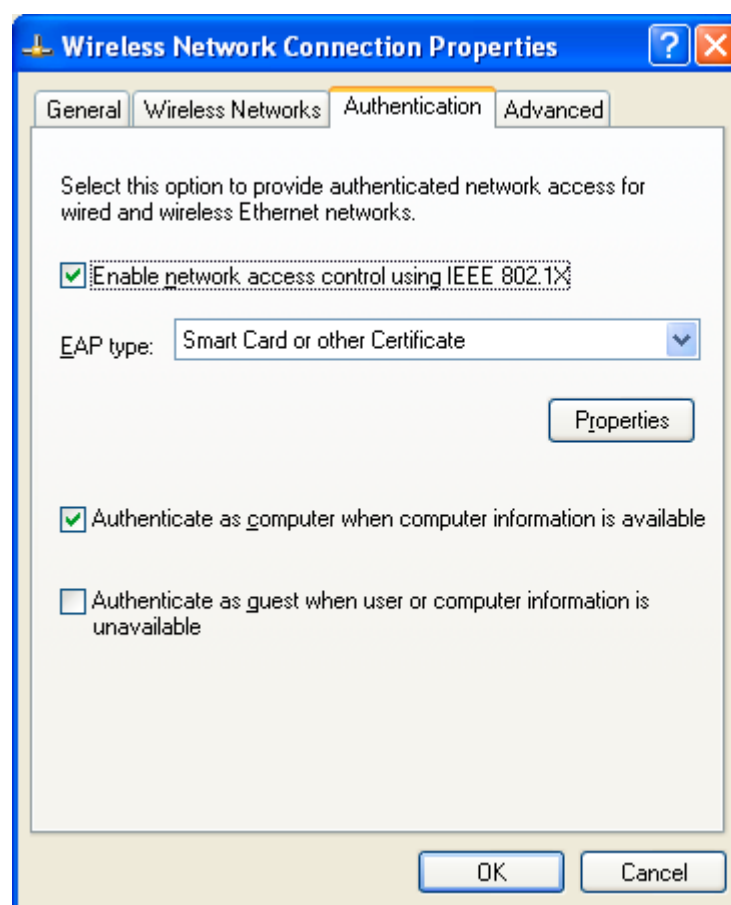 Wireless Network Connection Properties
General Wireless Networks Authentication Advanced
Select this option to provide authenticated network access for
wired and wireless Ethernet networks.
Enable network access control using IEEE 802.1X
EAP type: Smart Card or other Certificate
Properties
Authenticate as computer when computer information is available
Authenticate as guest when user or computer information is
unavailable
OK Cancel